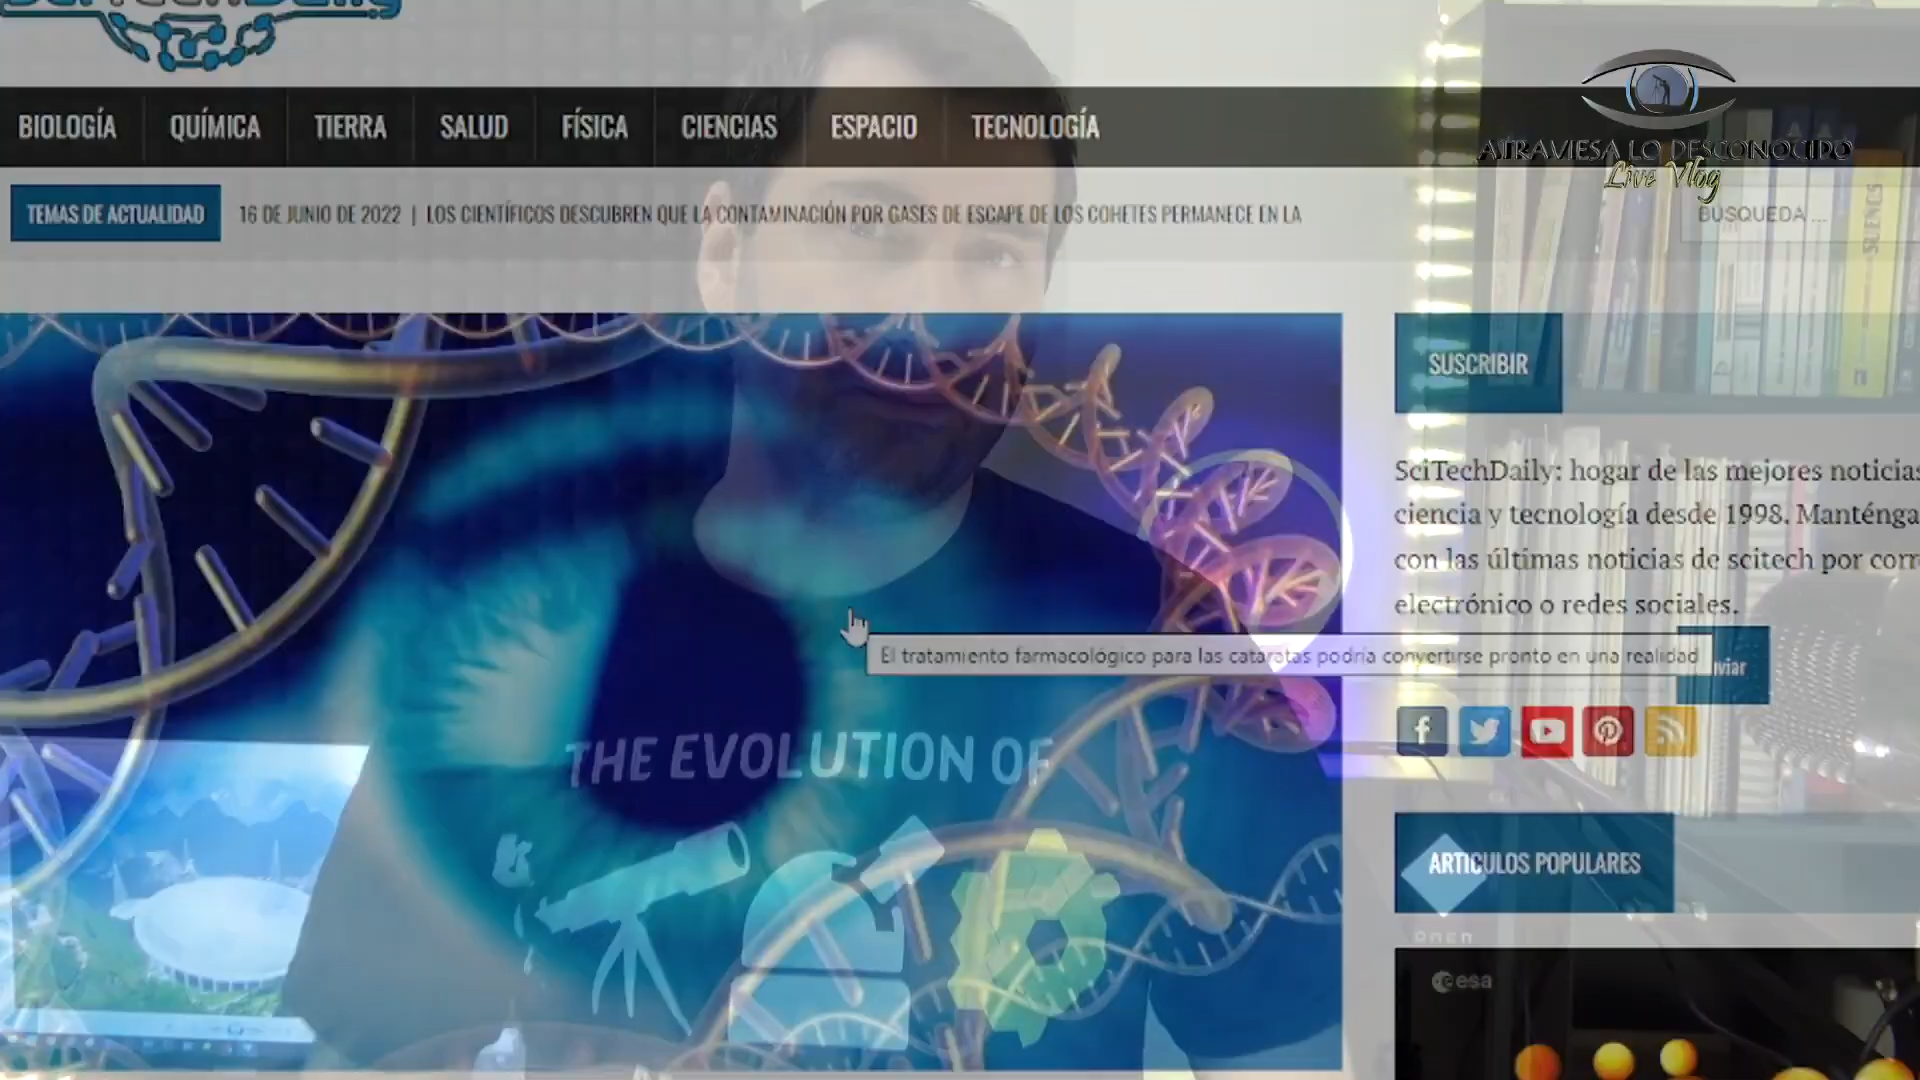 SciTechDaily
BIOLOGÍA QUÍMICA TIERRA SALUD FÍSICA CIENCIAS ESPACIO TECNOLOGÍA
ATRAVIESA LO DESCONOCIDO
Live Vlog
TEMAS DE ACTUALIDAD 16 DE JUNIO DE 2022 | LOS CIENTÍFICOS DESCUBREN QUE LA CONTAMINACIÓN POR GASES DE ESCAPE DE LOS COHETES PERMANECE EN LA
BUSQUEDA ...
SUSCRIBIR
SciTechDaily: hogar de las mejores noticias
ciencia y tecnología desde 1998. Manténga
con las últimas noticias de scitech por corr
electrónico o redes sociales.
El tratamiento farmacológico para las cataratas podría convertirse pronto en una realidad
viar
THE EVOLUTION OF
ARTICULOS POPULARES
esa